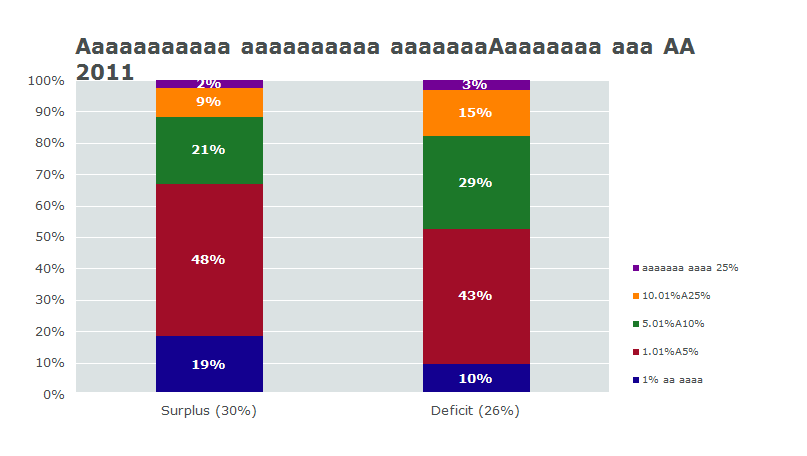 Aaaaaaaaaaa aaaaaaaaaa aaaaaaaAaaaaaaa aaa AA
2011
100%
90%
80%
70%
60%
50%
40%
30%
20%
10%
0%
2%
9%
21%
48%
19%
3%
15%
29%
43%
10%
Surplus (30%)
Deficit (26%)
aaaaaaa aaaa 25%
10.01%A25%
5.01%A10%
1.01%A5%
1% aa aaaa